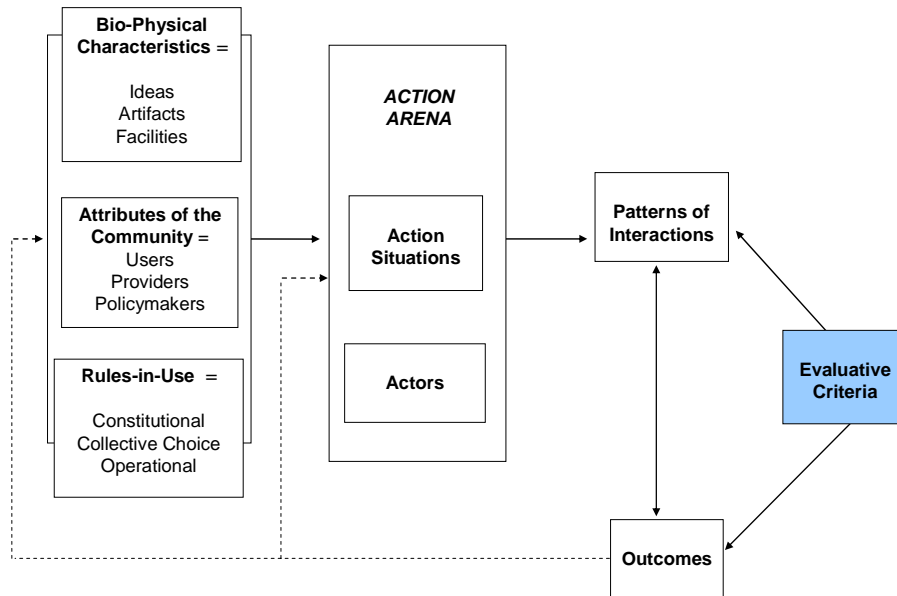 Bio-Physical
Characteristics =
Ideas
Artifacts
Facilities
Attributes of the
Community =
Users
Providers
Policymakers
Rules-in-Use =
Constitutional
Collective Choice
Operational
ACTION
ARENA
Action
Situations
Actors
Patterns of
Interactions
Outcomes
Evaluative
Criteria